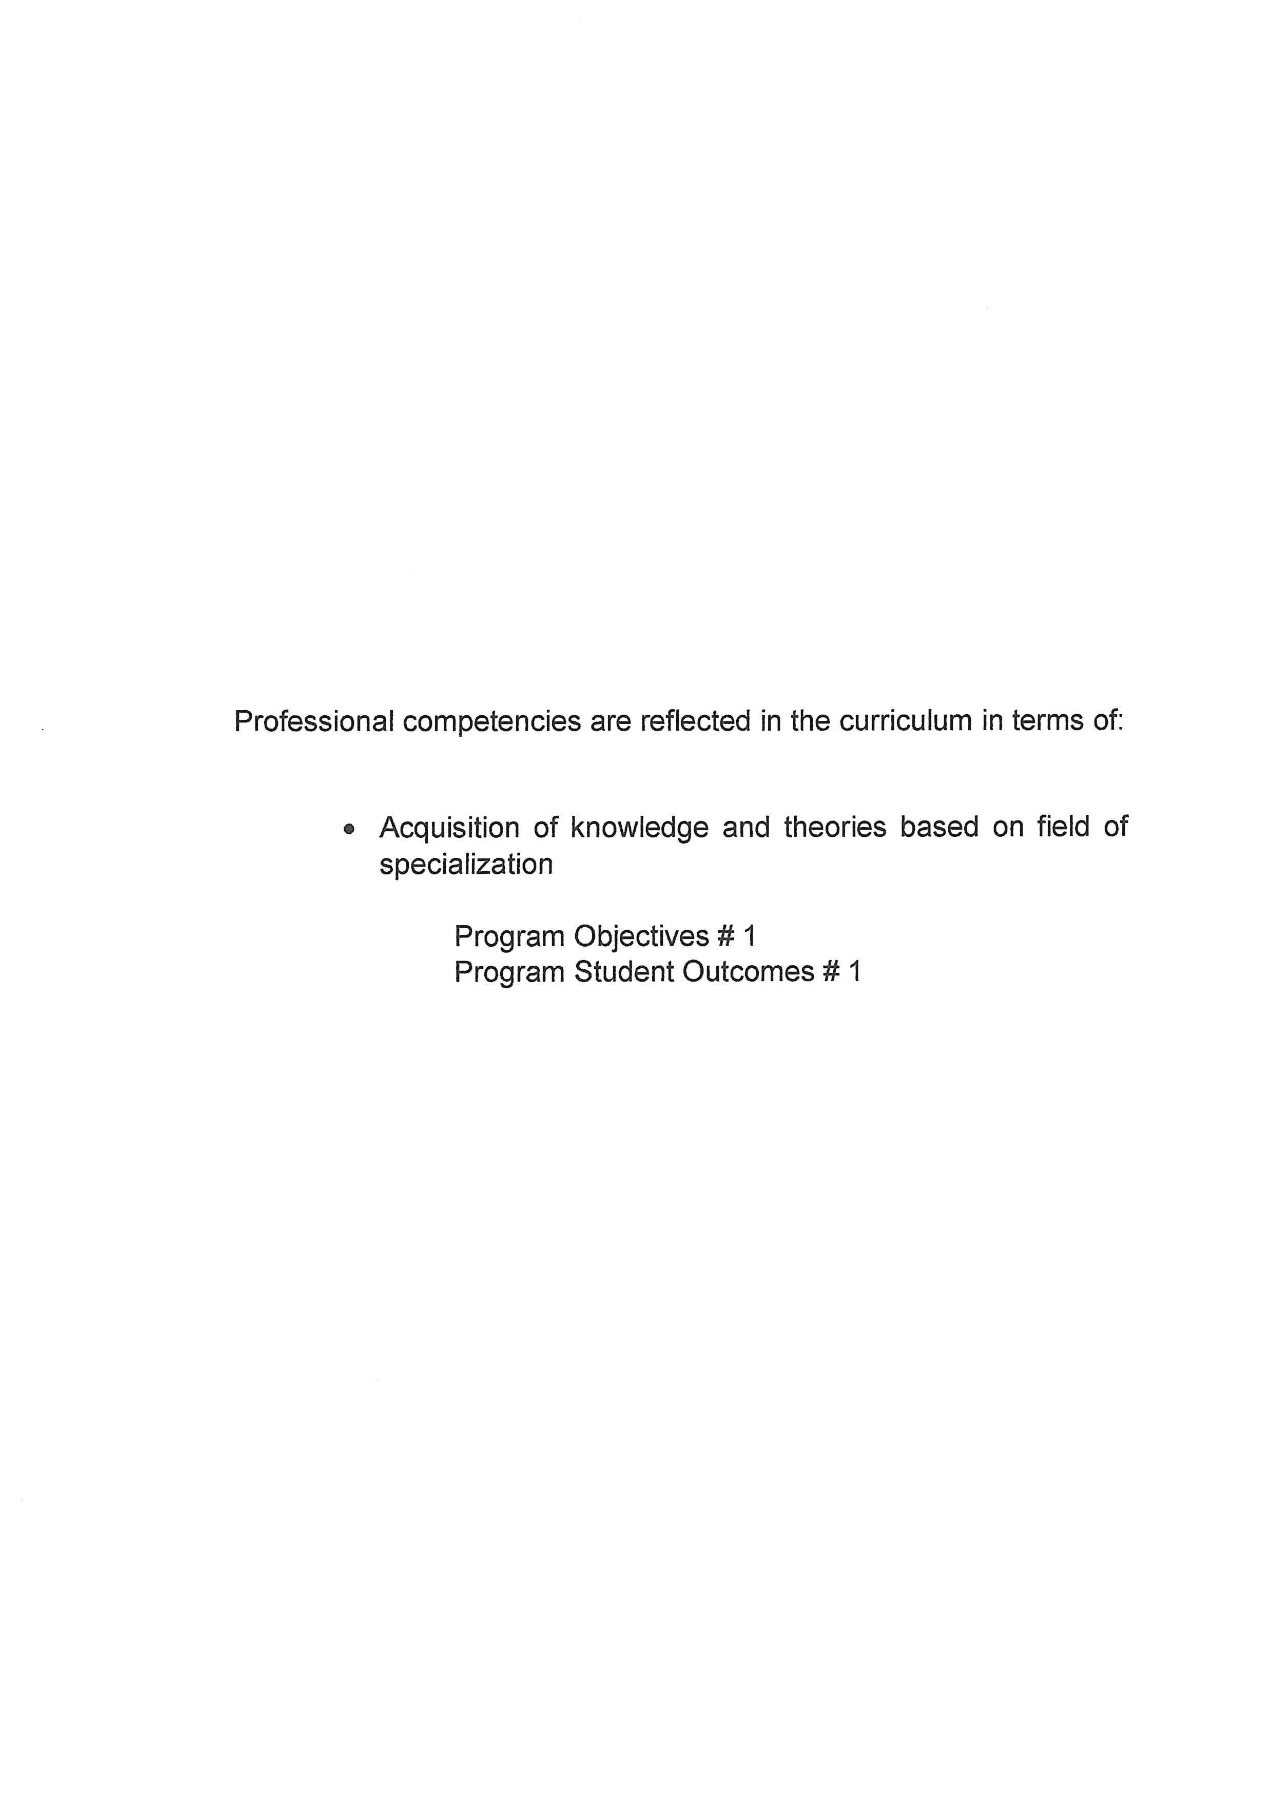 Professional competencies are reflected in the curriculum in terms of:
• Acquisition of knowledge and theories based on field of
specialization
Program Objectives # 1
Program Student Outcomes # 1